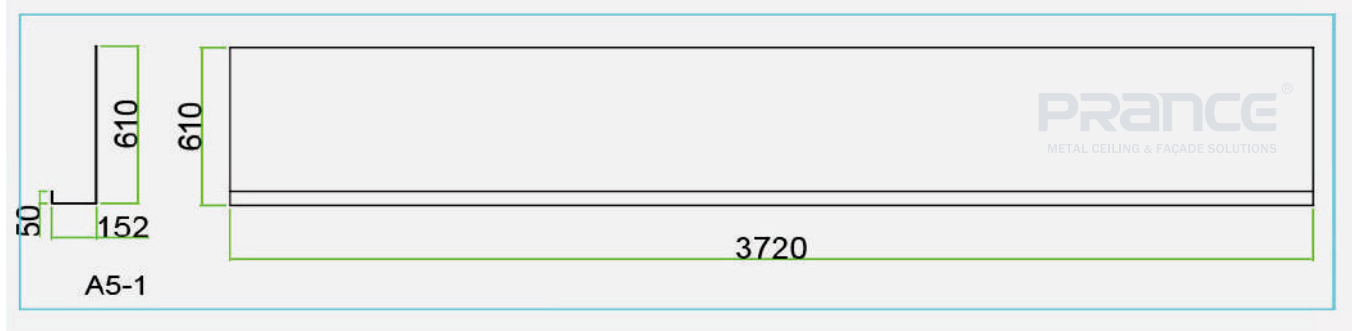 PRANCE®
METAL CEILING & FAÇADE SOLUTIONS
610
610
50
152
3720
A5-1